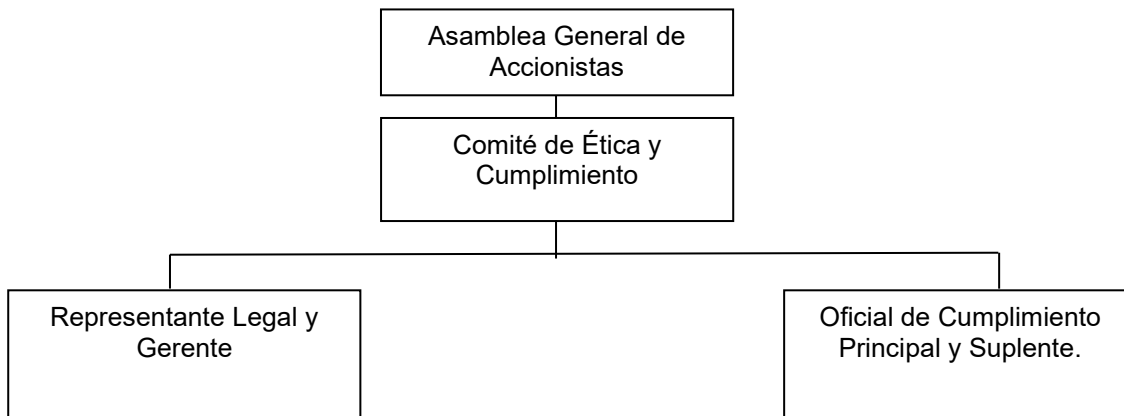 Asamblea General de
Accionistas
Comité de Ética y
Cumplimiento
Representante Legal y
Gerente
Oficial de Cumplimiento
Principal y Suplente.